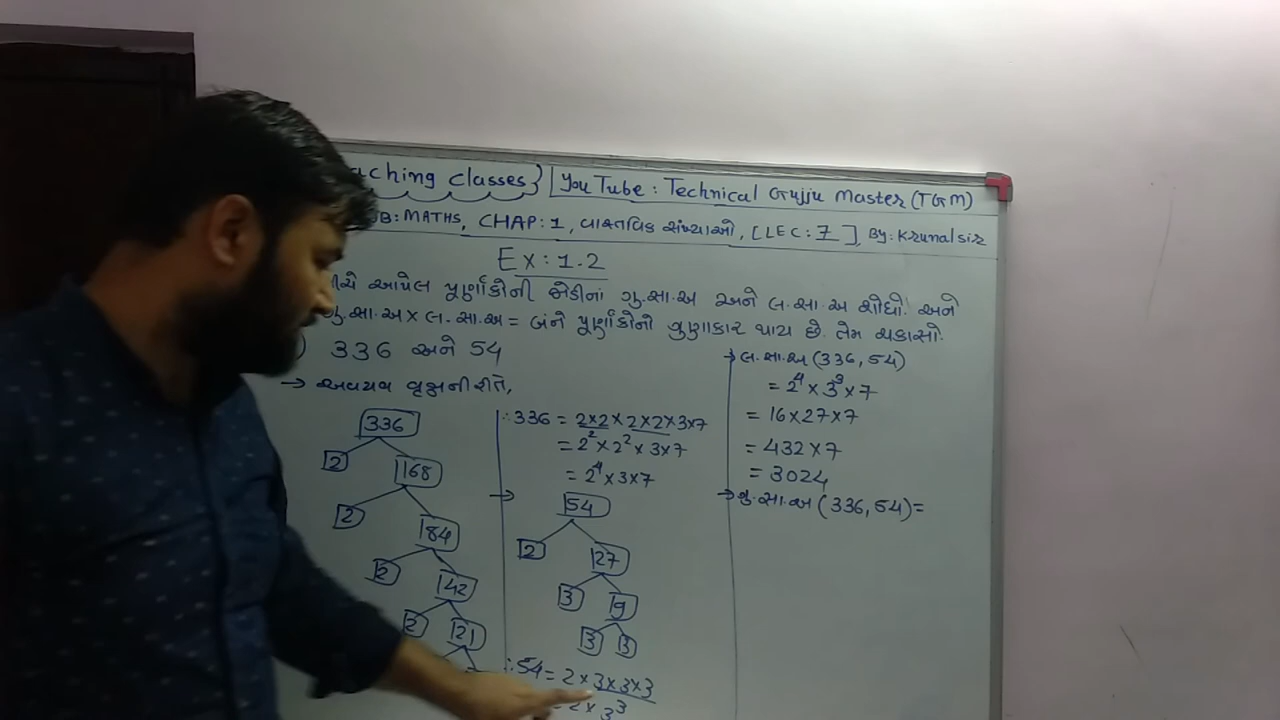 classes} | YouTube : Technical Gujju Master (TGM)
MATHS, CHAP : 1, વાસ્તવિક સંખ્યાઓ, [LEC : 7], By : Krunal sir
Ex : 1.2
આપેલ પૂર્ણાંકોની જોડીનાં ગુ.સા.અ અને લ.સા.અ શોધો. અને
ગુ.સા.અ × લ.સા.અ = બંને પૂર્ણાંકોનો ગુણાકાર થાય છે. તેમ ચકાસો.
336 અને 54
→ અવયવ વૃક્ષની રીતે,
336
2 168
2 84
2 42
2 21
∴ 336 = 2×2×2×2×3×7
= 2² × 2² × 3×7
= 2⁴ × 3×7
→ 54
2 27
3 9
3 3
∴ 54 = 2 × 3×3×3
= 2 × 3³
→ લ.સા.અ (336, 54)
= 2⁴ × 3³ × 7
= 16×27×7
= 432×7
= 3024
→ ગુ.સા.અ (336, 54) =